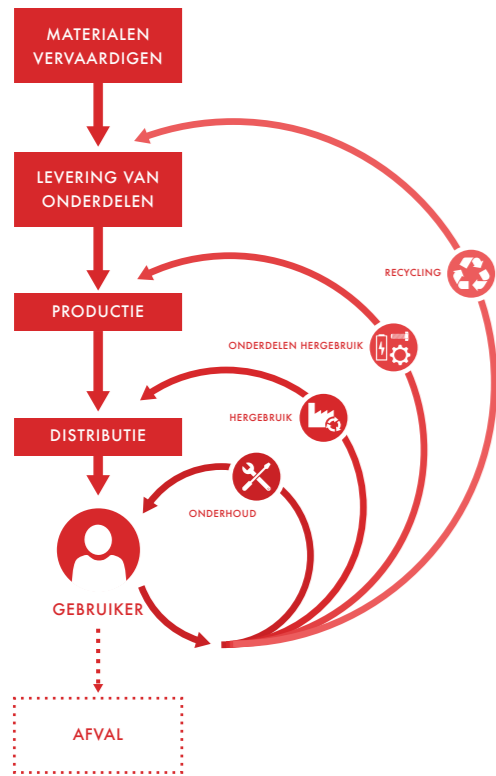 MATERIALEN
VERVAARDIGEN
LEVERING VAN
ONDERDELEN
RECYCLING
PRODUCTIE
ONDERDELEN HERGEBRUIK
HERGEBRUIK
DISTRIBUTIE
ONDERHOUD
GEBRUIKER
AFVAL